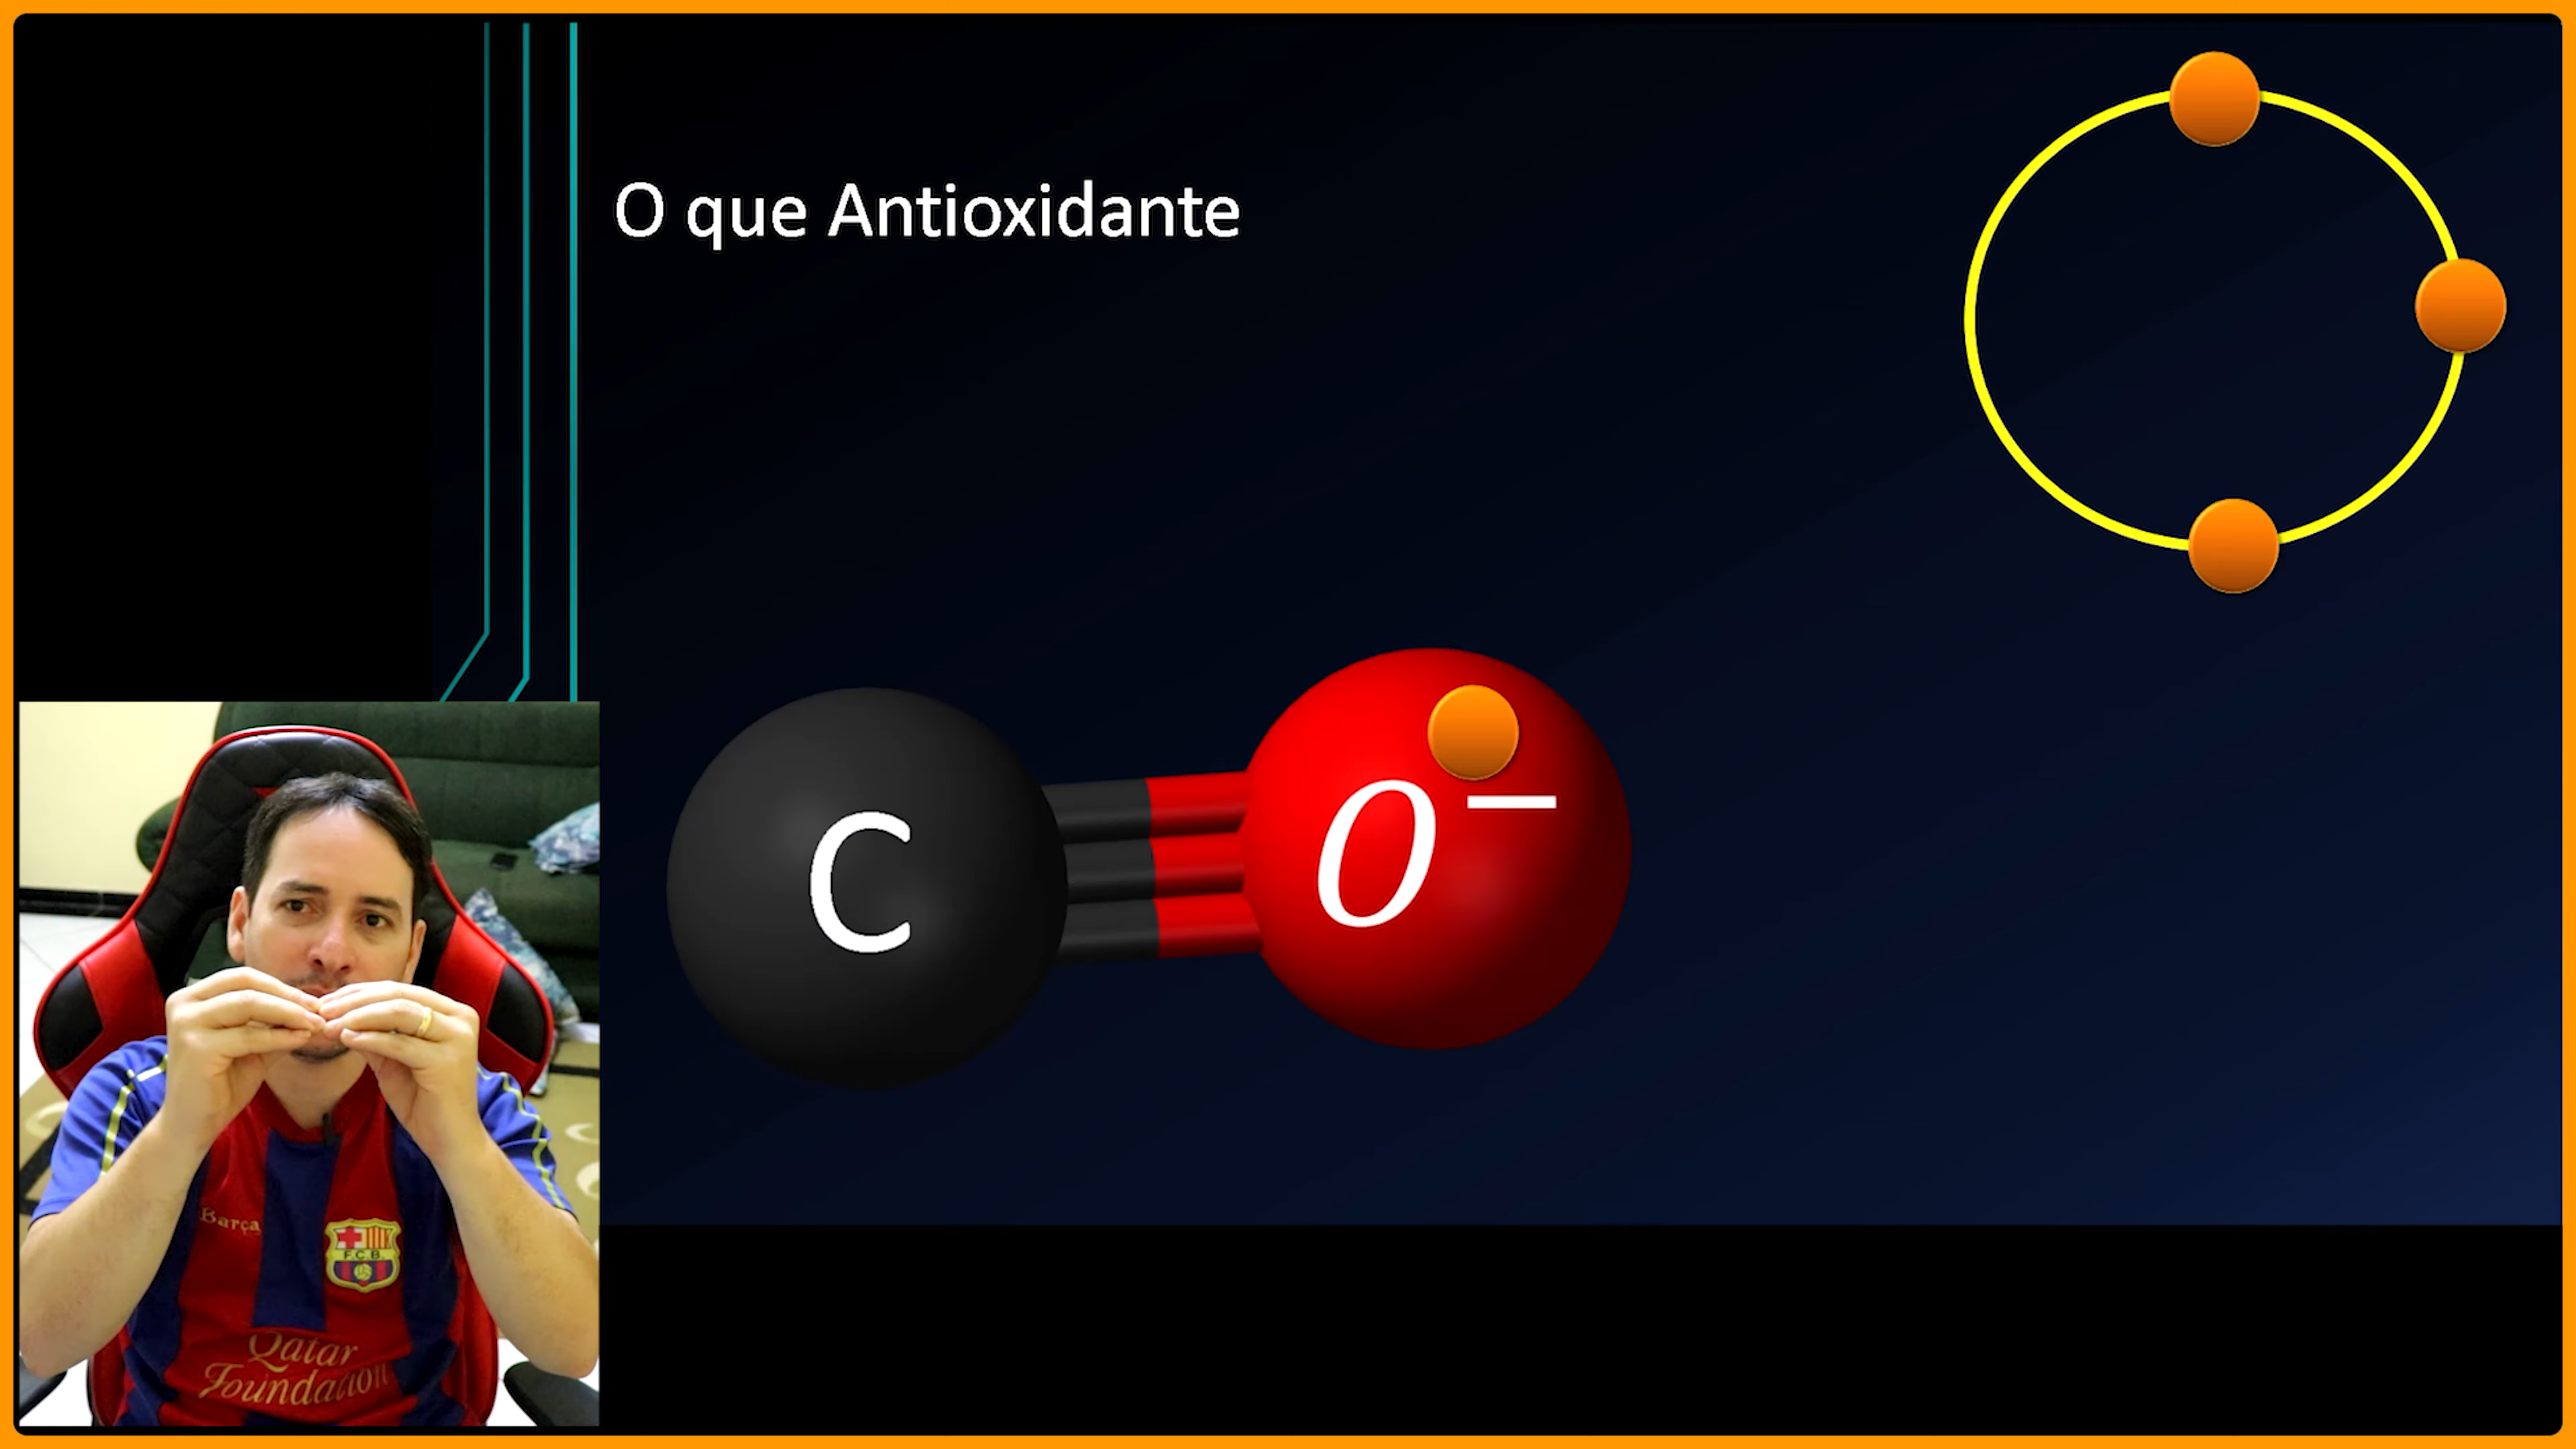 O que Antioxidante
C
O
−
Barça
F.C.B.
Qatar
Foundation